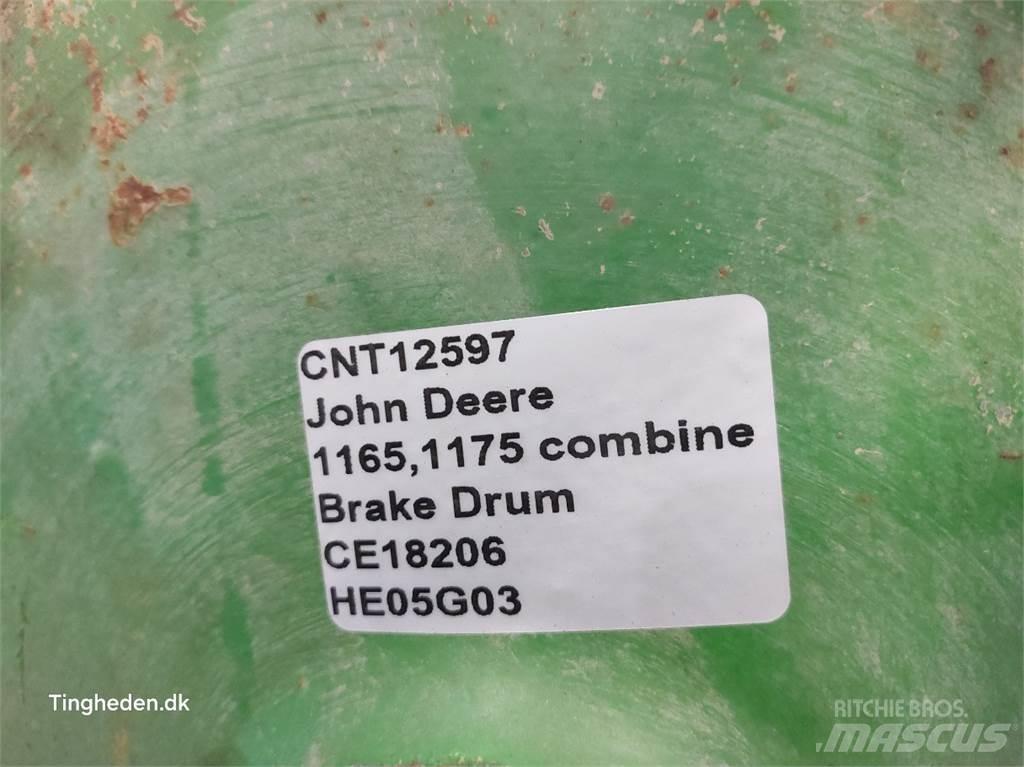 CNT12597
John Deere
1165,1175 combine
Brake Drum
CE18206
HE05G03
Tingheden.dk
RITCHIE BROS.
MASCUS